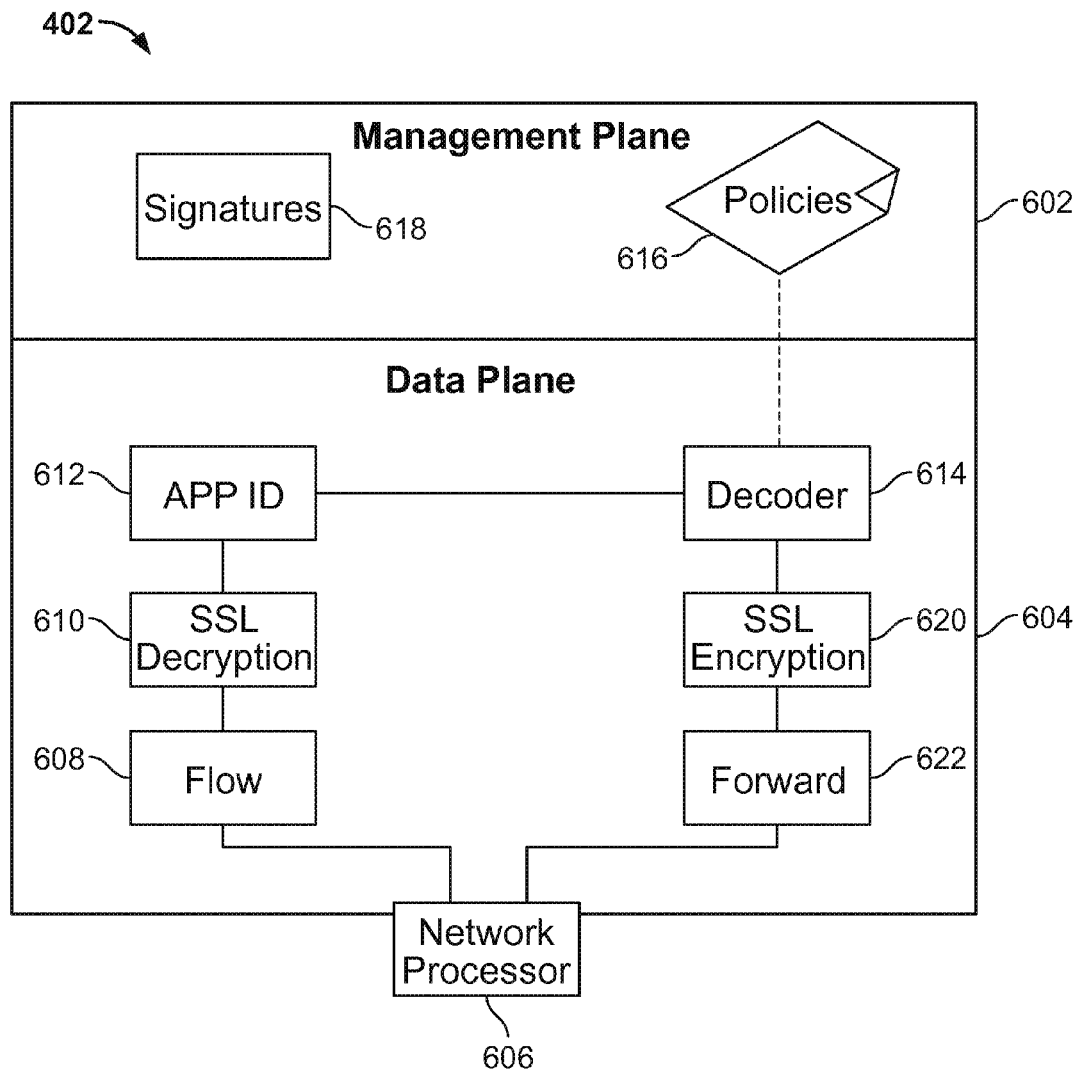 402
Management Plane
Signatures
618
Policies
616
602
Data Plane
612
APP ID
Decoder
614
610
SSL
Decryption
SSL
Encryption
620
604
608
Flow
Forward
622
Network
Processor
606